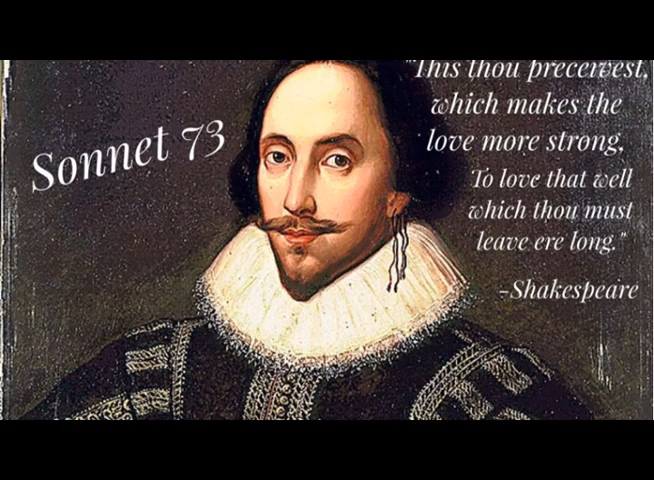 Sonnet 73
"This thou preceivest,
which makes the
love more strong,
To love that well
which thou must
leave ere long."
-Shakespeare